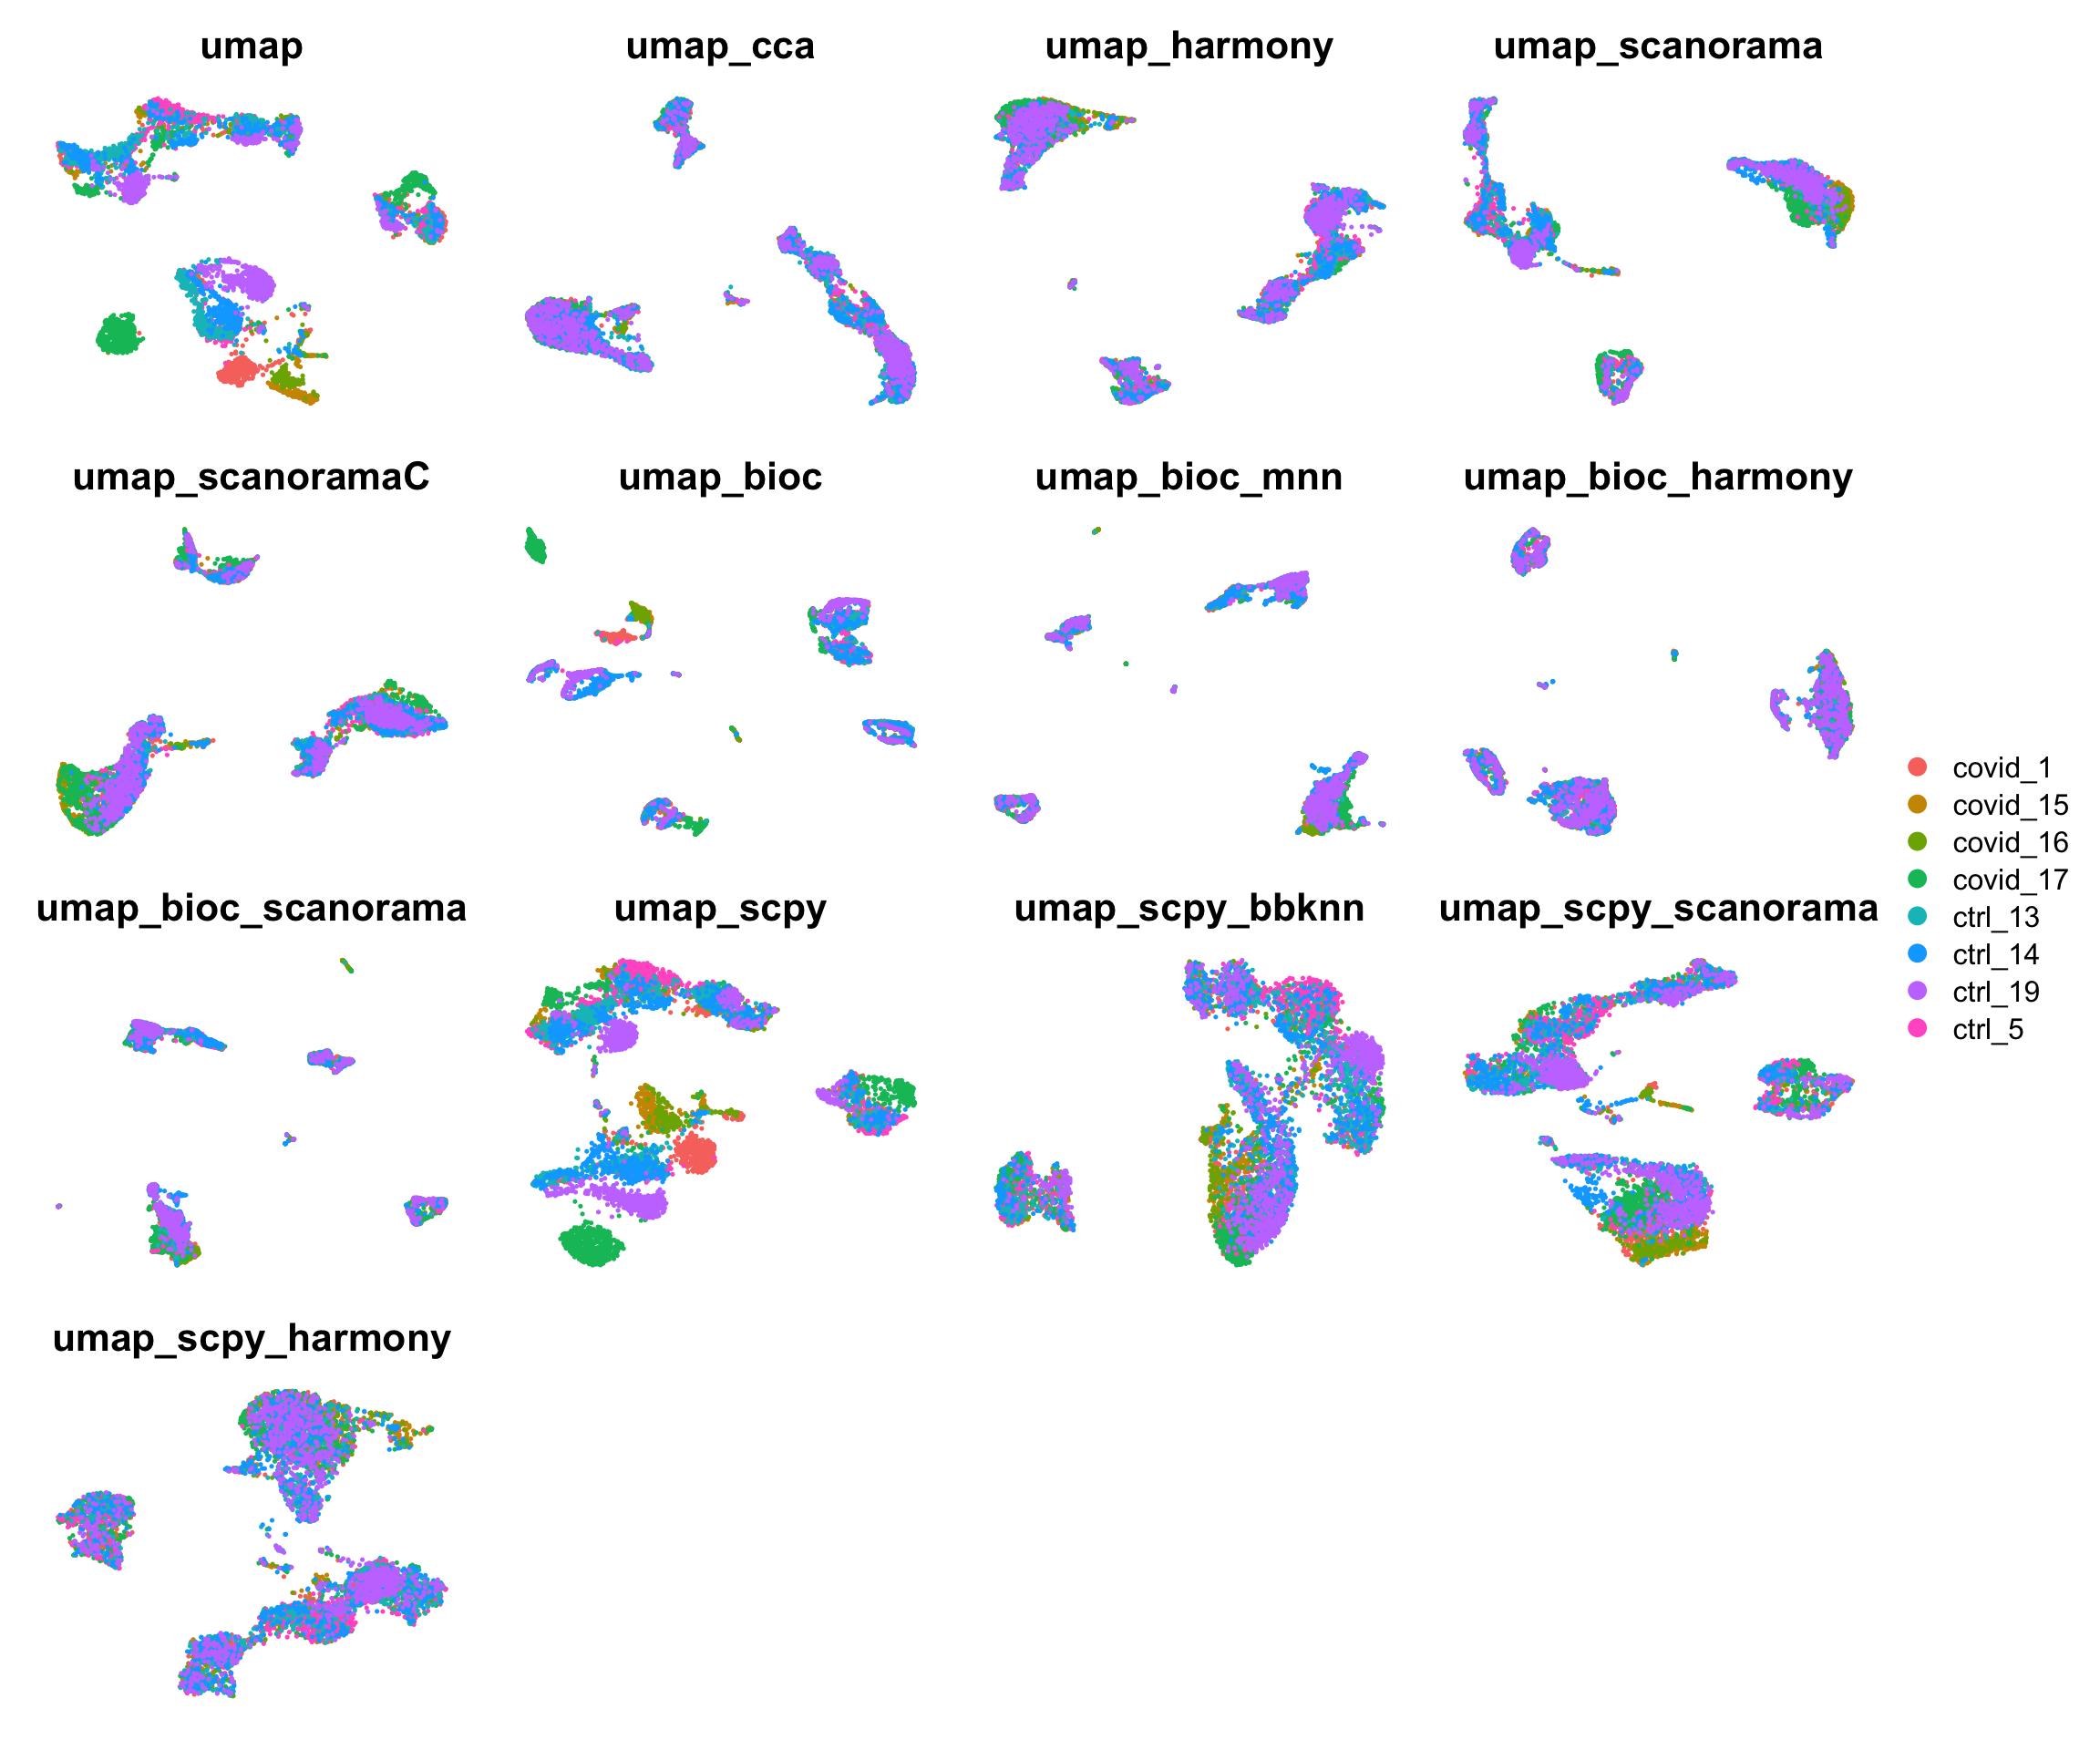 umap
umap_cca
umap_harmony
umap_scanorama
umap_scanoramaC
umap_bioc
umap_bioc_mnn
umap_bioc_harmony
umap_bioc_scanorama
umap_scpy
umap_scpy_bbknn
umap_scpy_scanorama
umap_scpy_harmony
covid_1
covid_15
covid_16
covid_17
ctrl_13
ctrl_14
ctrl_19
ctrl_5